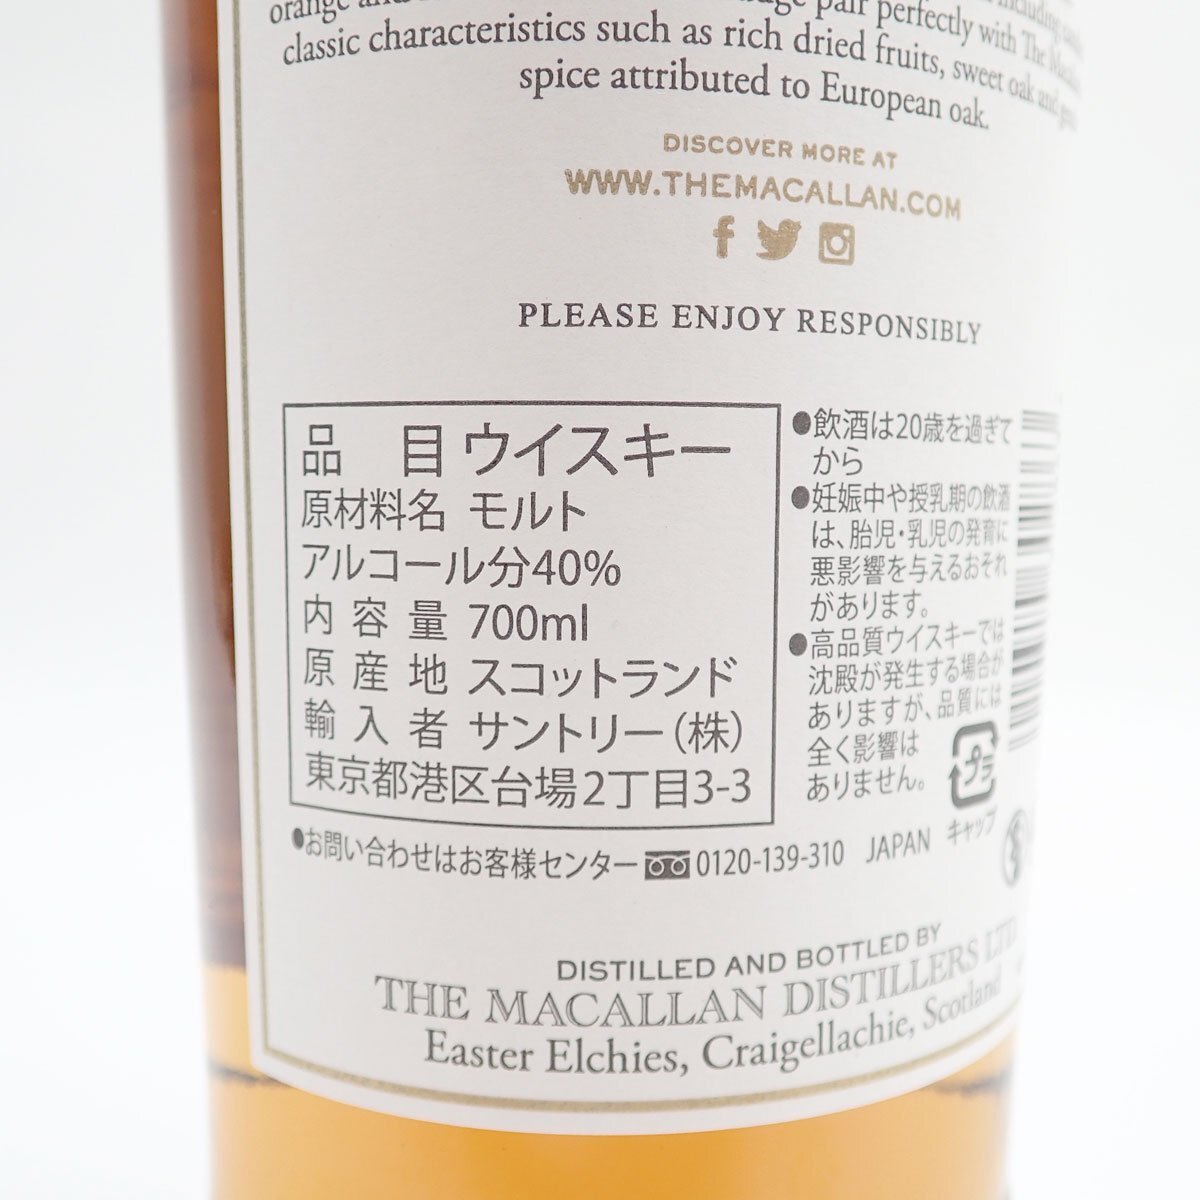 orange and
pair perfectly with The
classic characteristics such as rich dried fruits, sweet oak and
spice attributed to European oak.
DISCOVER MORE AT
WWW.THEMACALLAN.COM
PLEASE ENJOY RESPONSIBLY
品 目 ウイスキー
原材料名 モルト
アルコール分40%
内容量 700ml
原産地 スコットランド
輸入者 サントリー(株)
東京都港区台場2丁目3-3
●飲酒は20歳を過ぎて
から
●妊娠中や授乳期の飲酒
は、胎児・乳児の発育に
悪影響を与えるおそれ
があります。
●高品質ウイスキーでは
沈殿が発生する場合が
ありますが、品質には
全く影響は
ありません。
プラ
キャップ
●お問い合わせはお客様センター 0120-139-310 JAPAN
DISTILLED AND BOTTLED BY
THE MACALLAN DISTILLERS LTD
Easter Elchies, Craigellachie, Scotland